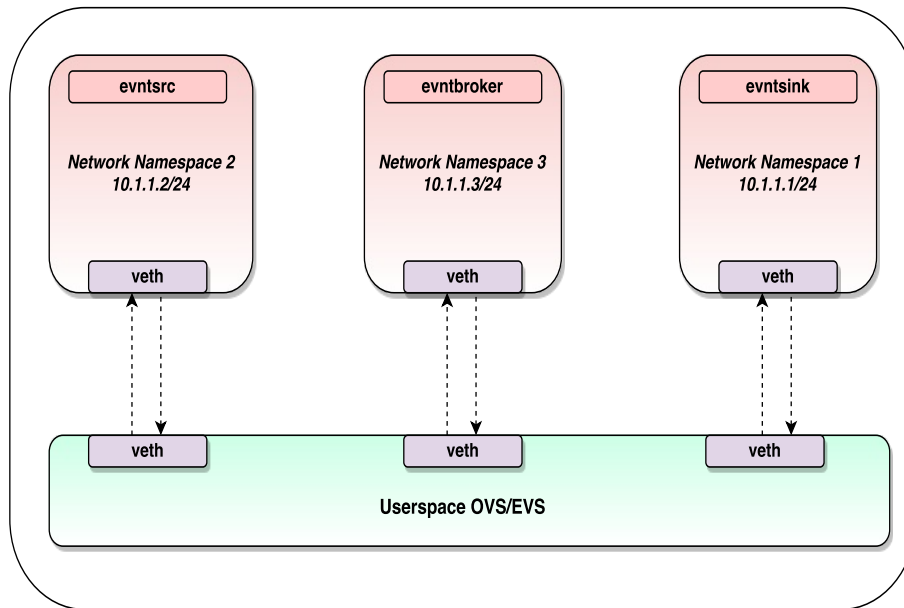 evntsrc
Network Namespace 2
10.1.1.2/24
veth
evntbroker
Network Namespace 3
10.1.1.3/24
veth
evntsink
Network Namespace 1
10.1.1.1/24
veth
veth
veth
veth
Userspace OVS/EVS